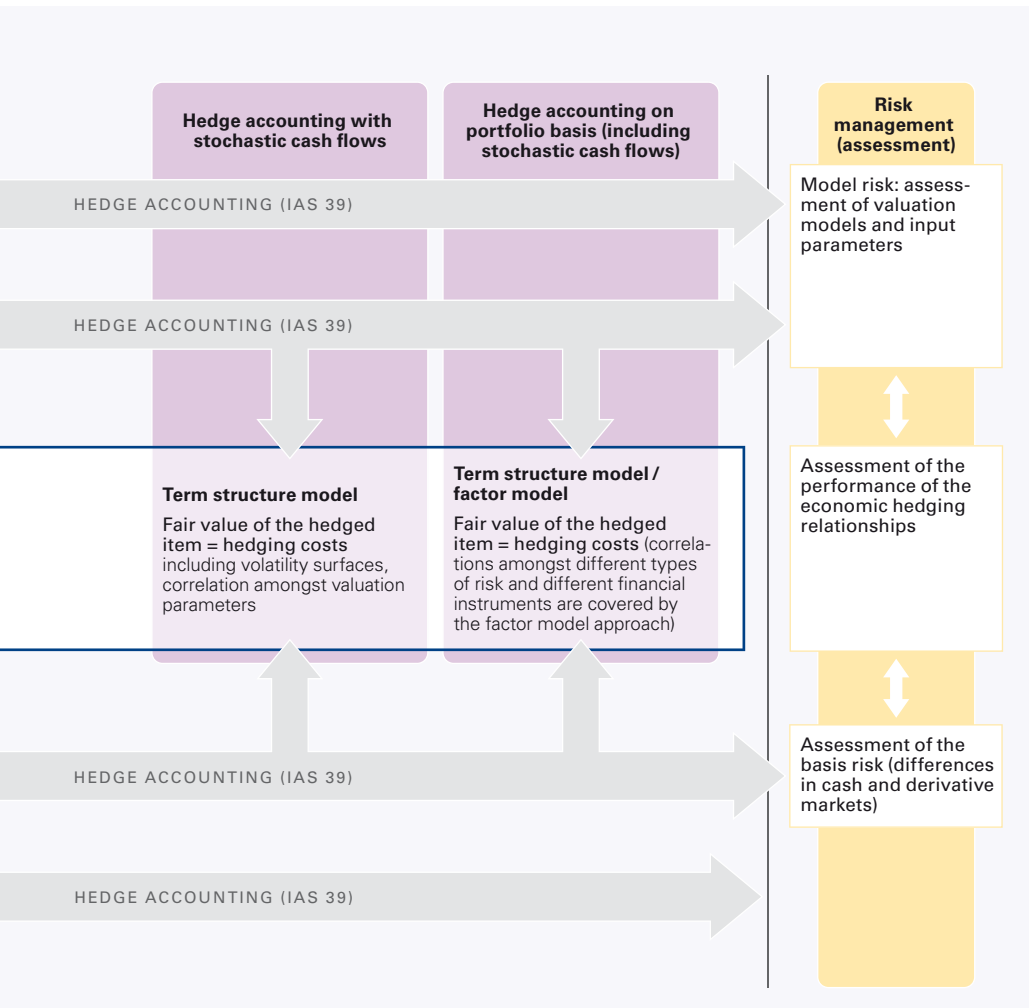 Hedge accounting with
stochastic cash flows
Hedge accounting on
portfolio basis (including
stochastic cash flows)
Risk
management
(assessment)
HEDGE ACCOUNTING (IAS 39)
Model risk: assess-
ment of valuation
models and input
parameters
HEDGE ACCOUNTING (IAS 39)
Term structure model
Fair value of the hedged
item = hedging costs
including volatility surfaces,
correlation amongst valuation
parameters
Term structure model /
factor model
Fair value of the hedged
item = hedging costs (correla-
tions amongst different types
of risk and different financial
instruments are covered by
the factor model approach)
Assessment of the
performance of the
economic hedging
relationships
HEDGE ACCOUNTING (IAS 39)
Assessment of the
basis risk (differences
in cash and derivative
markets)
HEDGE ACCOUNTING (IAS 39)